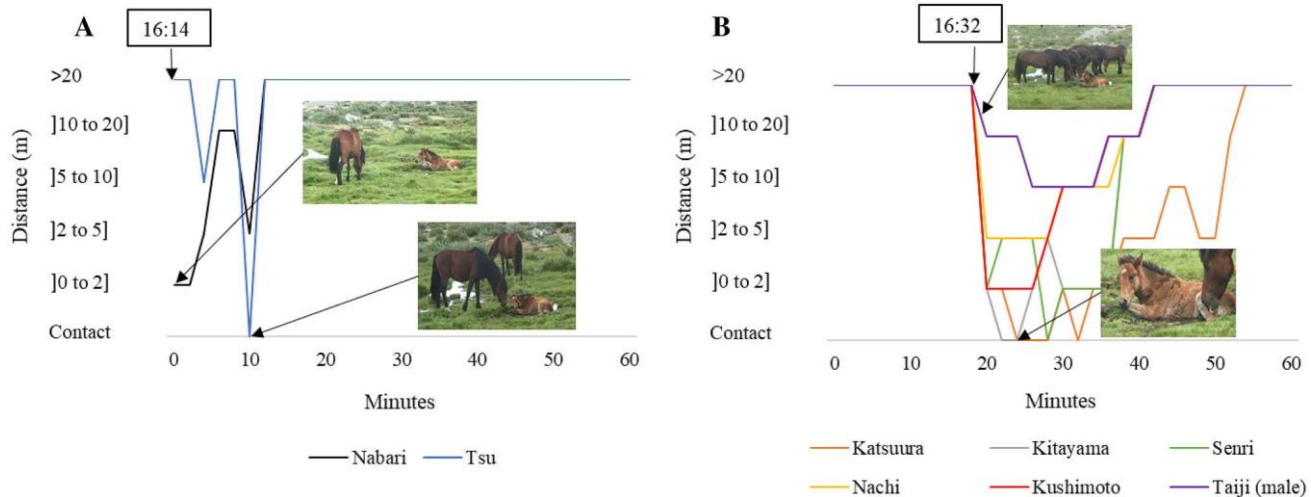 A
16:14
Distance (m)
>20
]10 to 20]
]5 to 10]
]2 to 5]
]0 to 2]
Contact
0 10 20 30 40 50 60
Minutes
Nabari Tsu
B
16:32
Distance (m)
>20
]10 to 20]
]5 to 10]
]2 to 5]
]0 to 2]
Contact
0 10 20 30 40 50 60
Minutes
Katsuura Kitayama Senri
Nachi Kushimoto Taiji (male)